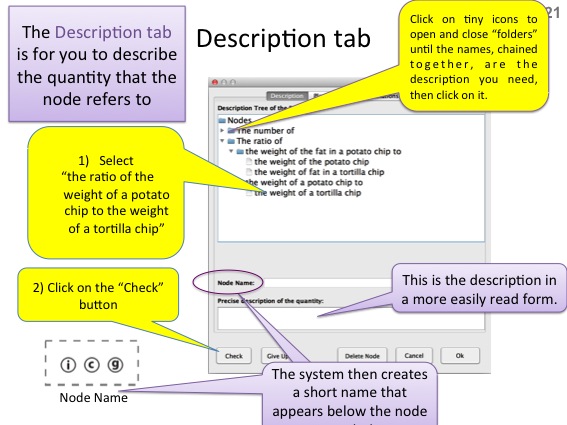 21
Description tab
The Description tab
is for you to describe
the quantity that the
node refers to
Click on tiny icons to
open and close “folders”
until the names, chained
together, are the
description you need,
then click on it.
Description
Description Tree of the
Nodes
The number of
The ratio of
the weight of the fat in a potato chip to
the weight of the potato chip
the weight of fat in a tortilla chip
the weight of a potato chip to
the weight of a tortilla chip
1) Select
“the ratio of the
weight of a potato
chip to the weight
of a tortilla chip”
2) Click on the “Check”
button
Node Name:
Precise description of the quantity:
This is the description in
a more easily read form.
Check
Give Up
Delete Node
Cancel
Ok
i c g
Node Name
The system then creates
a short name that
appears below the node